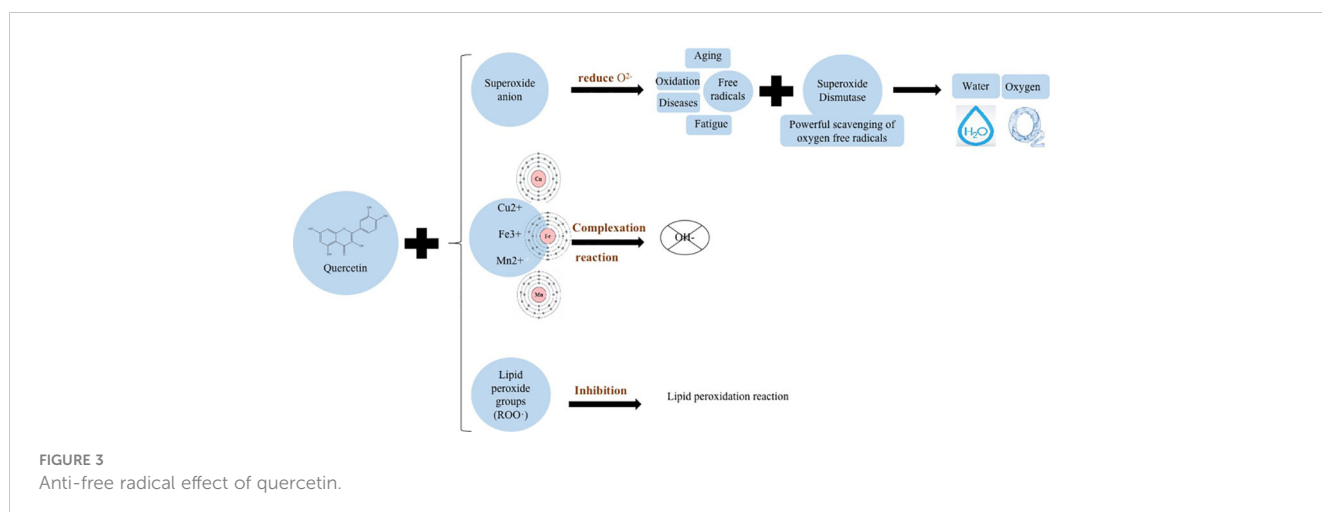 Superoxide
anion
reduce O²⁻
Aging
Oxidation
Free
radicals
Diseases
Fatigue
Superoxide
Dismutase
Powerful scavenging of
oxygen free radicals
Water
Oxygen
H₂O
O₂
Quercetin
Cu2+
Fe3+
Mn2+
Cu
Fe
Mn
Complexation
reaction
OH-
Lipid
peroxide
groups
(ROO·)
Inhibition
Lipid peroxidation reaction
FIGURE 3
Anti-free radical effect of quercetin.